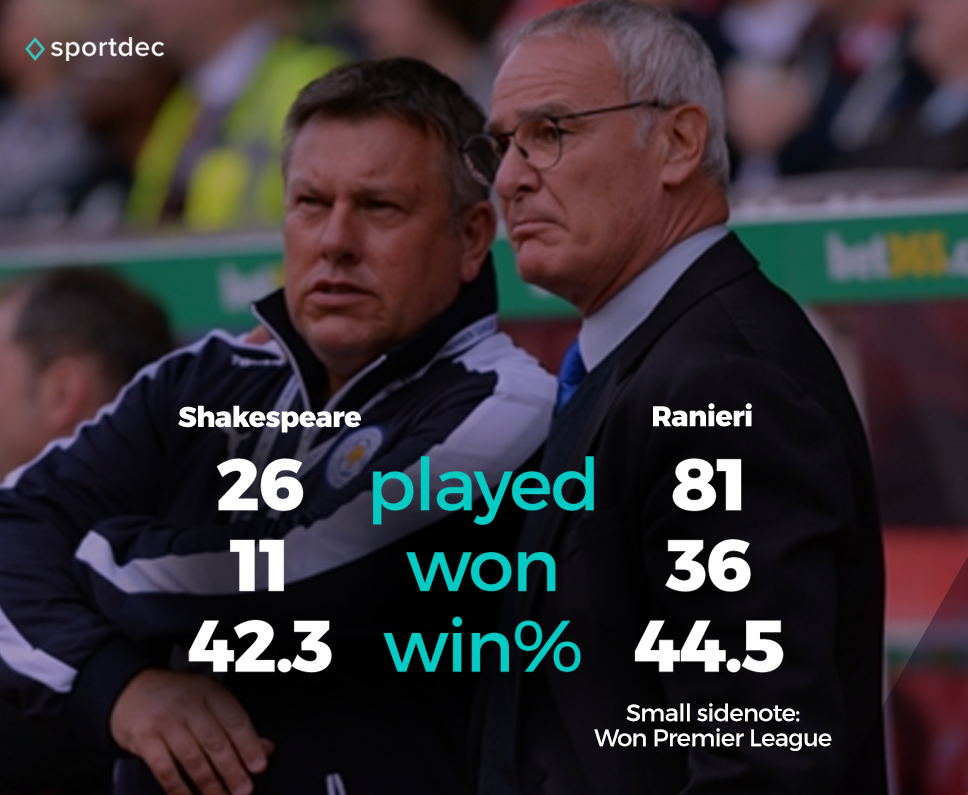 sportdec
bet365.c
Shakespeare
Ranieri
26 played 81
11 won 36
42.3 win% 44.5
Small sidenote:
Won Premier League